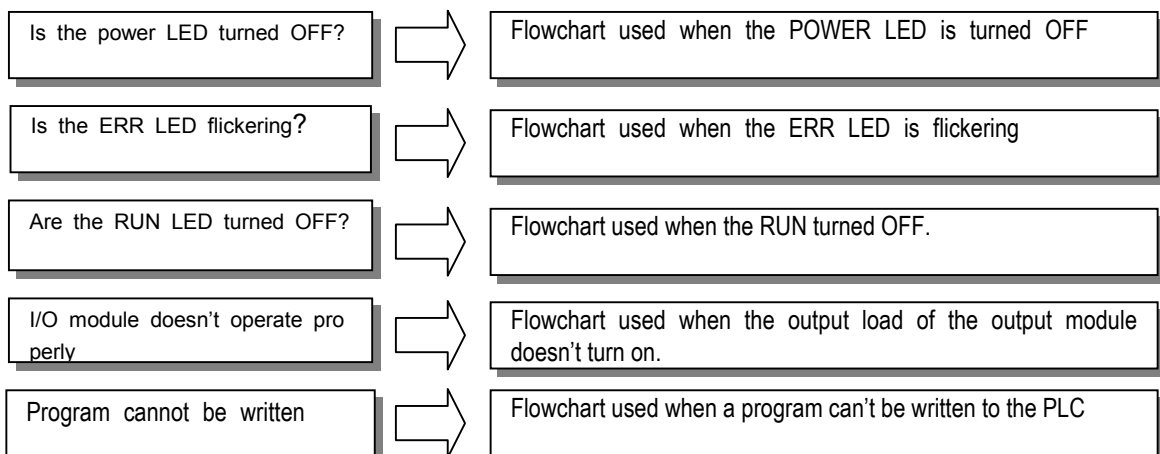 Is the power LED turned OFF?
Flowchart used when the POWER LED is turned OFF
Is the ERR LED flickering?
Flowchart used when the ERR LED is flickering
Are the RUN LED turned OFF?
Flowchart used when the RUN turned OFF.
I/O module doesn't operate pro
perly
Flowchart used when the output load of the output module
doesn't turn on.
Program cannot be written
Flowchart used when a program can't be written to the PLC